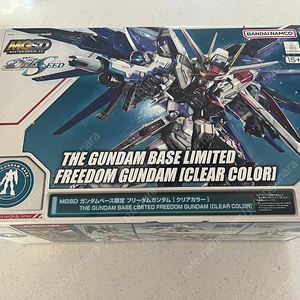 MGSD
BANDAI NAMCO
SEED
15+
THE GUNDAM BASE LIMITED
FREEDOM GUNDAM [CLEAR COLOR]
MGSD ガンダムベース限定 フリーダムガンダム [クリアカラー]
THE GUNDAM BASE LIMITED FREEDOM GUNDAM [CLEAR COLOR]